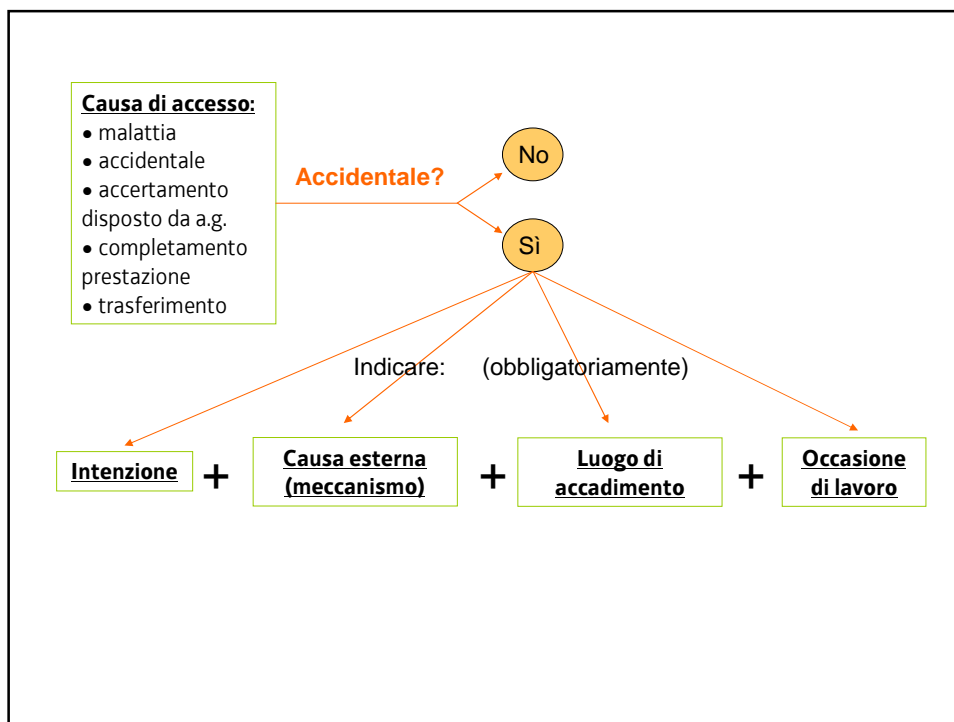 Causa di accesso:
● malattia
● accidentale
● accertamento
disposto da a.g.
● completamento
prestazione
● trasferimento
Accidentale?
No
Sì
Indicare: (obbligatoriamente)
Intenzione
+
Causa esterna
(meccanismo)
+
Luogo di
accadimento
+
Occasione
di lavoro